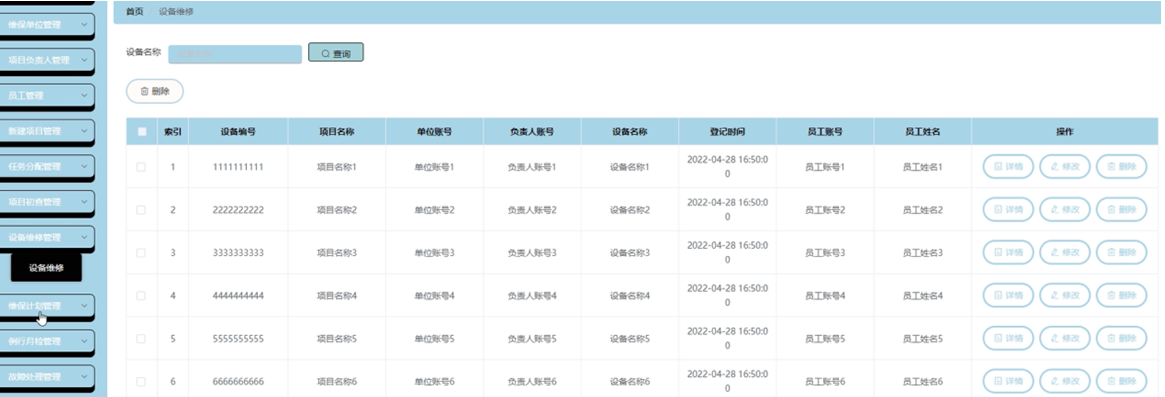 首页 设备维修
维保单位管理
项目负责人管理
员工管理
新建项目管理
任务分配管理
项目初查管理
设备维修管理
设备维修
维保计划管理
例行月检管理
故障处理管理
设备名称 设备名称 查询
删除
索引 设备编号 项目名称 单位账号 负责人账号 设备名称 登记时间 员工账号 员工姓名 操作
1 1111111111 项目名称1 单位账号1 负责人账号1 设备名称1 2022-04-28 16:50:0 员工账号1 员工姓名1 详情 修改 删除
0
2 2222222222 项目名称2 单位账号2 负责人账号2 设备名称2 2022-04-28 16:50:0 员工账号2 员工姓名2 详情 修改 删除
0
3 3333333333 项目名称3 单位账号3 负责人账号3 设备名称3 2022-04-28 16:50:0 员工账号3 员工姓名3 详情 修改 删除
0
4 4444444444 项目名称4 单位账号4 负责人账号4 设备名称4 2022-04-28 16:50:0 员工账号4 员工姓名4 详情 修改 删除
0
5 5555555555 项目名称5 单位账号5 负责人账号5 设备名称5 2022-04-28 16:50:0 员工账号5 员工姓名5 详情 修改 删除
0
6 6666666666 项目名称6 单位账号6 负责人账号6 设备名称6 2022-04-28 16:50:0 员工账号6 员工姓名6 详情 修改 删除
0